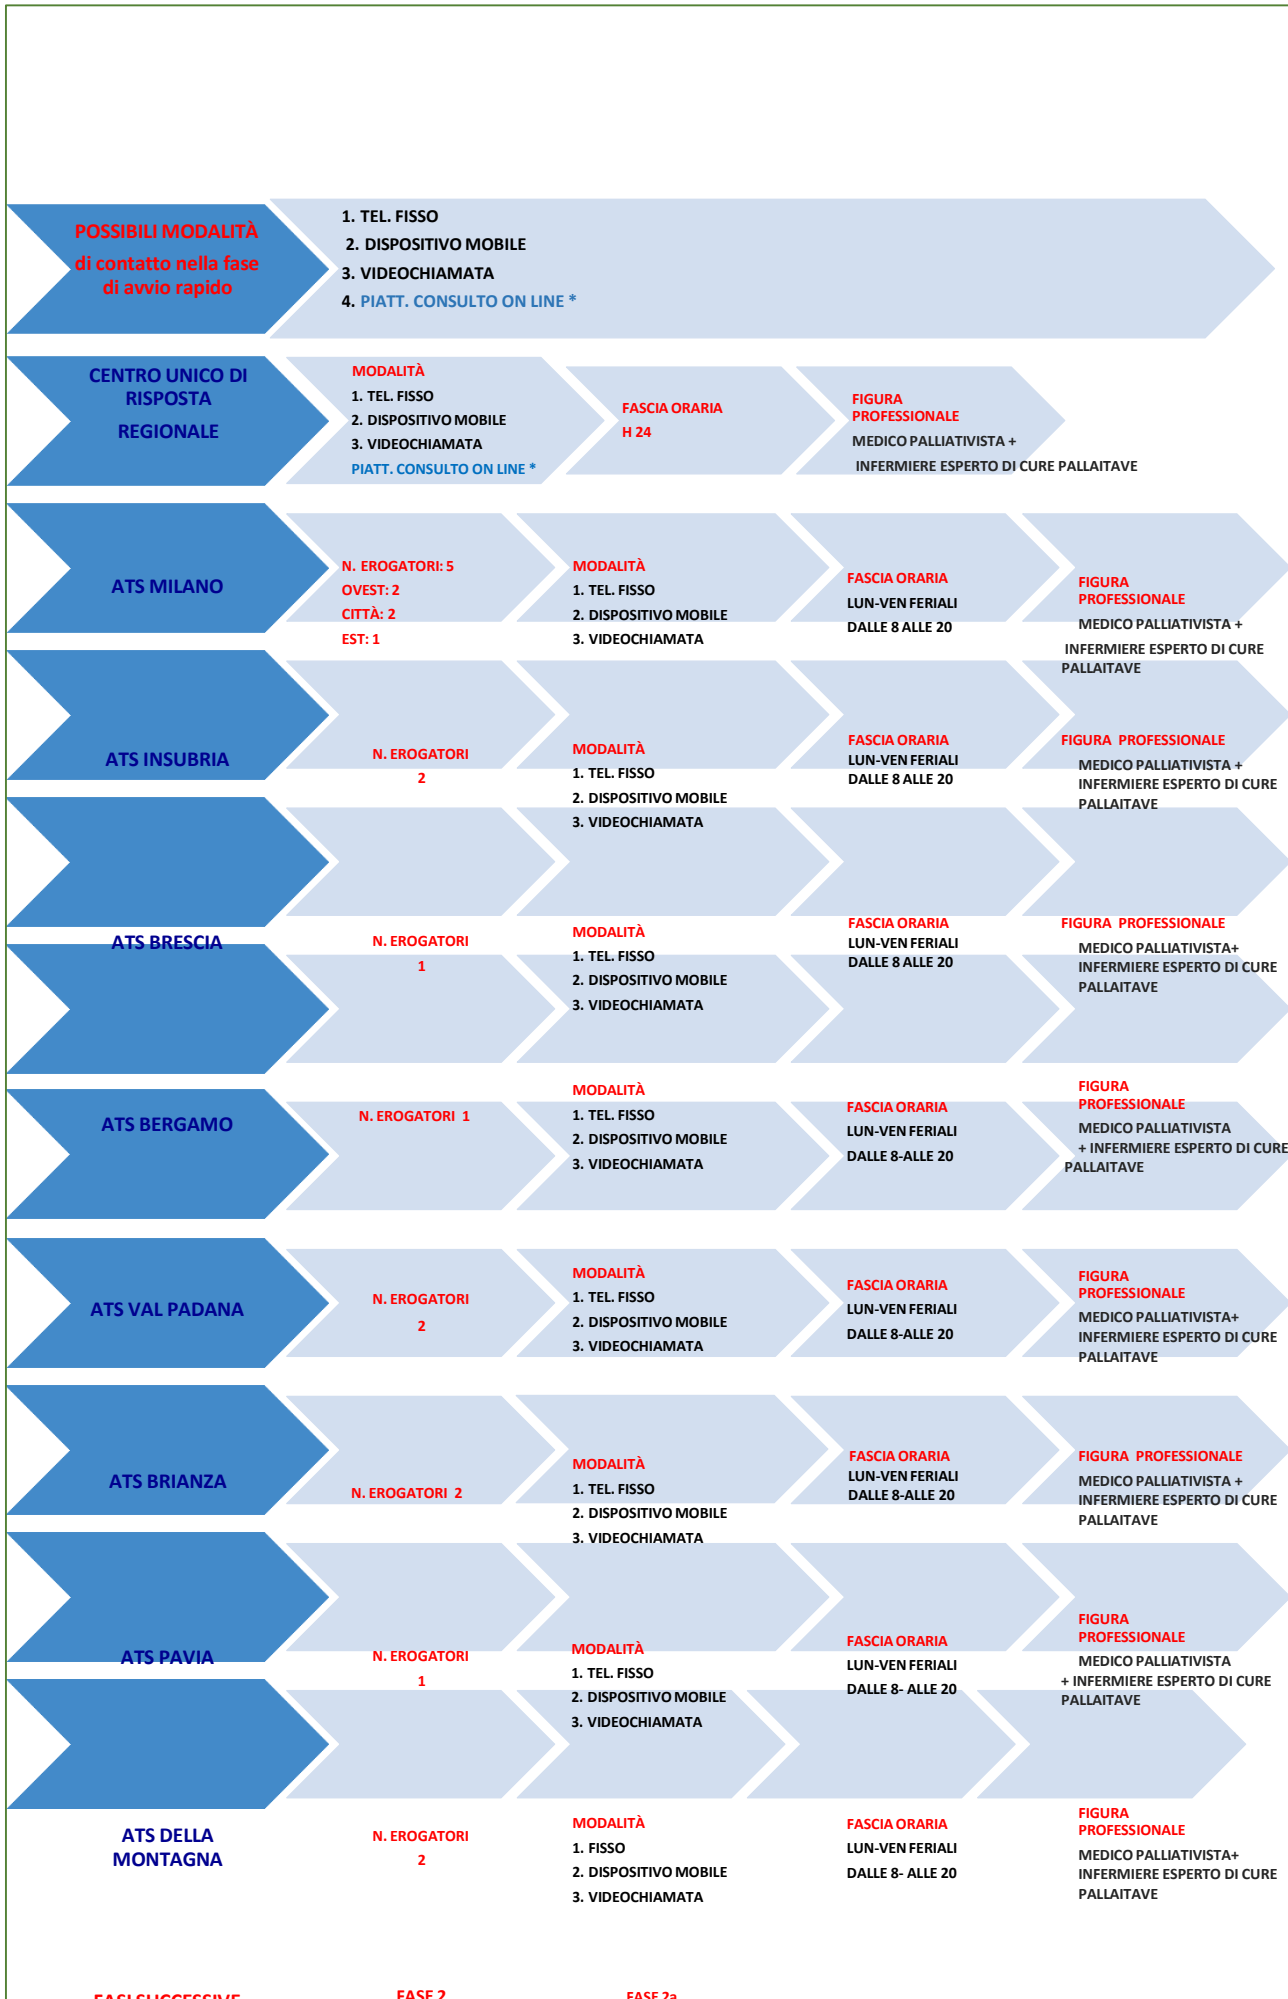 POSSIBILI MODALITÀ
di contatto nella fase
di avvio rapido
1. TEL. FISSO
2. DISPOSITIVO MOBILE
3. VIDEOCHIAMATA
4. PIATT. CONSULTO ON LINE *
CENTRO UNICO DI
RISPOSTA
REGIONALE
MODALITÀ
1. TEL. FISSO
2. DISPOSITIVO MOBILE
3. VIDEOCHIAMATA
PIATT. CONSULTO ON LINE *
FASCIA ORARIA
H 24
FIGURA
PROFESSIONALE
MEDICO PALLIATIVISTA +
INFERMIERE ESPERTO DI CURE PALLAITAVE
ATS MILANO
N. EROGATORI: 5
OVEST: 2
CITTÀ: 2
EST: 1
MODALITÀ
1. TEL. FISSO
2. DISPOSITIVO MOBILE
3. VIDEOCHIAMATA
FASCIA ORARIA
LUN-VEN FERIALI
DALLE 8 ALLE 20
FIGURA
PROFESSIONALE
MEDICO PALLIATIVISTA +
INFERMIERE ESPERTO DI CURE
PALLAITAVE
ATS INSUBRIA
N. EROGATORI
2
MODALITÀ
1. TEL. FISSO
2. DISPOSITIVO MOBILE
3. VIDEOCHIAMATA
FASCIA ORARIA
LUN-VEN FERIALI
DALLE 8 ALLE 20
FIGURA PROFESSIONALE
MEDICO PALLIATIVISTA +
INFERMIERE ESPERTO DI CURE
PALLAITAVE
ATS BRESCIA
N. EROGATORI
1
MODALITÀ
1. TEL. FISSO
2. DISPOSITIVO MOBILE
3. VIDEOCHIAMATA
FASCIA ORARIA
LUN-VEN FERIALI
DALLE 8 ALLE 20
FIGURA PROFESSIONALE
MEDICO PALLIATIVISTA+
INFERMIERE ESPERTO DI CURE
PALLAITAVE
ATS BERGAMO
N. EROGATORI 1
MODALITÀ
1. TEL. FISSO
2. DISPOSITIVO MOBILE
3. VIDEOCHIAMATA
FASCIA ORARIA
LUN-VEN FERIALI
DALLE 8-ALLE 20
FIGURA
PROFESSIONALE
MEDICO PALLIATIVISTA
+ INFERMIERE ESPERTO DI CURE
PALLAITAVE
ATS VAL PADANA
N. EROGATORI
2
MODALITÀ
1. TEL. FISSO
2. DISPOSITIVO MOBILE
3. VIDEOCHIAMATA
FASCIA ORARIA
LUN-VEN FERIALI
DALLE 8-ALLE 20
FIGURA
PROFESSIONALE
MEDICO PALLIATIVISTA+
INFERMIERE ESPERTO DI CURE
PALLAITAVE
ATS BRIANZA
N. EROGATORI 2
MODALITÀ
1. TEL. FISSO
2. DISPOSITIVO MOBILE
3. VIDEOCHIAMATA
FASCIA ORARIA
LUN-VEN FERIALI
DALLE 8-ALLE 20
FIGURA PROFESSIONALE
MEDICO PALLIATIVISTA +
INFERMIERE ESPERTO DI CURE
PALLAITAVE
ATS PAVIA
N. EROGATORI
1
MODALITÀ
1. TEL. FISSO
2. DISPOSITIVO MOBILE
3. VIDEOCHIAMATA
FASCIA ORARIA
LUN-VEN FERIALI
DALLE 8- ALLE 20
FIGURA
PROFESSIONALE
MEDICO PALLIATIVISTA
+ INFERMIERE ESPERTO DI CURE
PALLAITAVE
ATS DELLA
MONTAGNA
N. EROGATORI
2
MODALITÀ
1. FISSO
2. DISPOSITIVO MOBILE
3. VIDEOCHIAMATA
FASCIA ORARIA
LUN-VEN FERIALI
DALLE 8- ALLE 20
FIGURA
PROFESSIONALE
MEDICO PALLIATIVISTA+
INFERMIERE ESPERTO DI CURE
PALLAITAVE
FASI SUCCESSIVE
FASE 2
FASE 2a